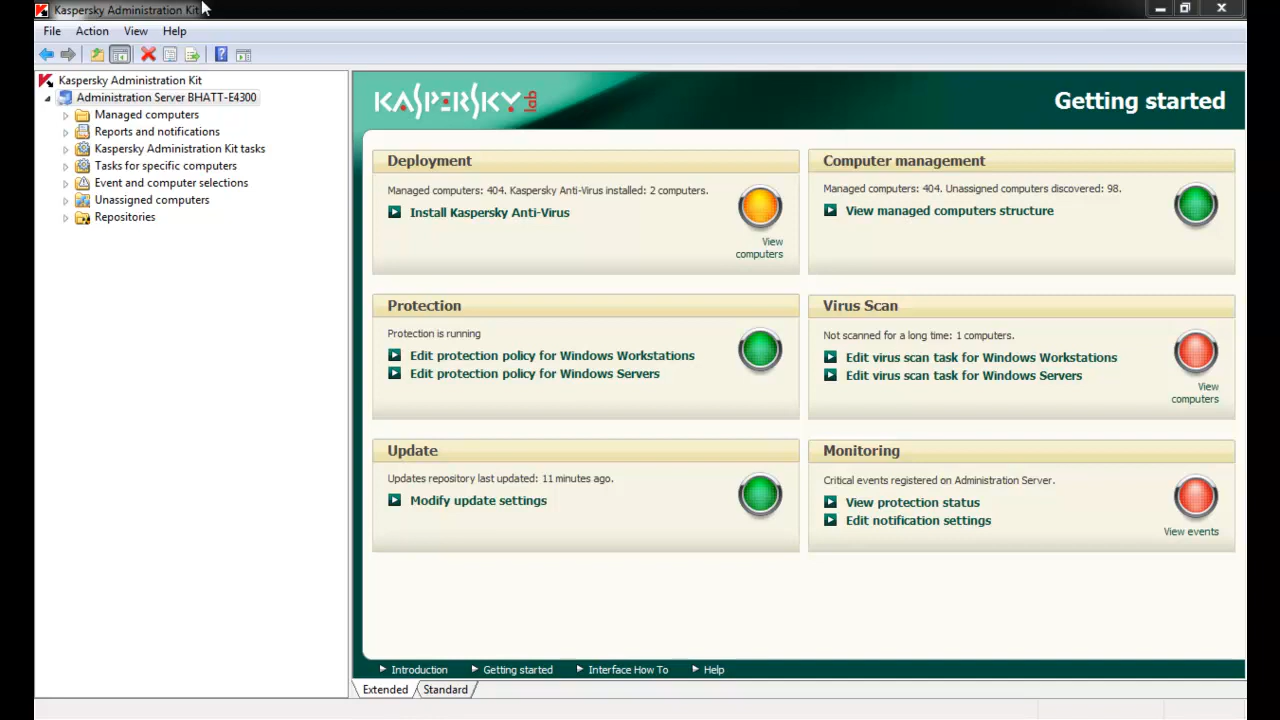 Kaspersky Administration Kit
File Action View Help
Kaspersky Administration Kit
Administration Server BHATT-E4300
Managed computers
Reports and notifications
Kaspersky Administration Kit tasks
Tasks for specific computers
Event and computer selections
Unassigned computers
Repositories
KASPERSKY lab
Getting started
Deployment
Managed computers: 404. Kaspersky Anti-Virus installed: 2 computers.
Install Kaspersky Anti-Virus
View
computers
Computer management
Managed computers: 404. Unassigned computers discovered: 98.
View managed computers structure
Protection
Protection is running
Edit protection policy for Windows Workstations
Edit protection policy for Windows Servers
Virus Scan
Not scanned for a long time: 1 computers.
Edit virus scan task for Windows Workstations
Edit virus scan task for Windows Servers
View
computers
Update
Updates repository last updated: 11 minutes ago.
Modify update settings
Monitoring
Critical events registered on Administration Server.
View protection status
Edit notification settings
View events
Introduction Getting started Interface How To Help
Extended Standard